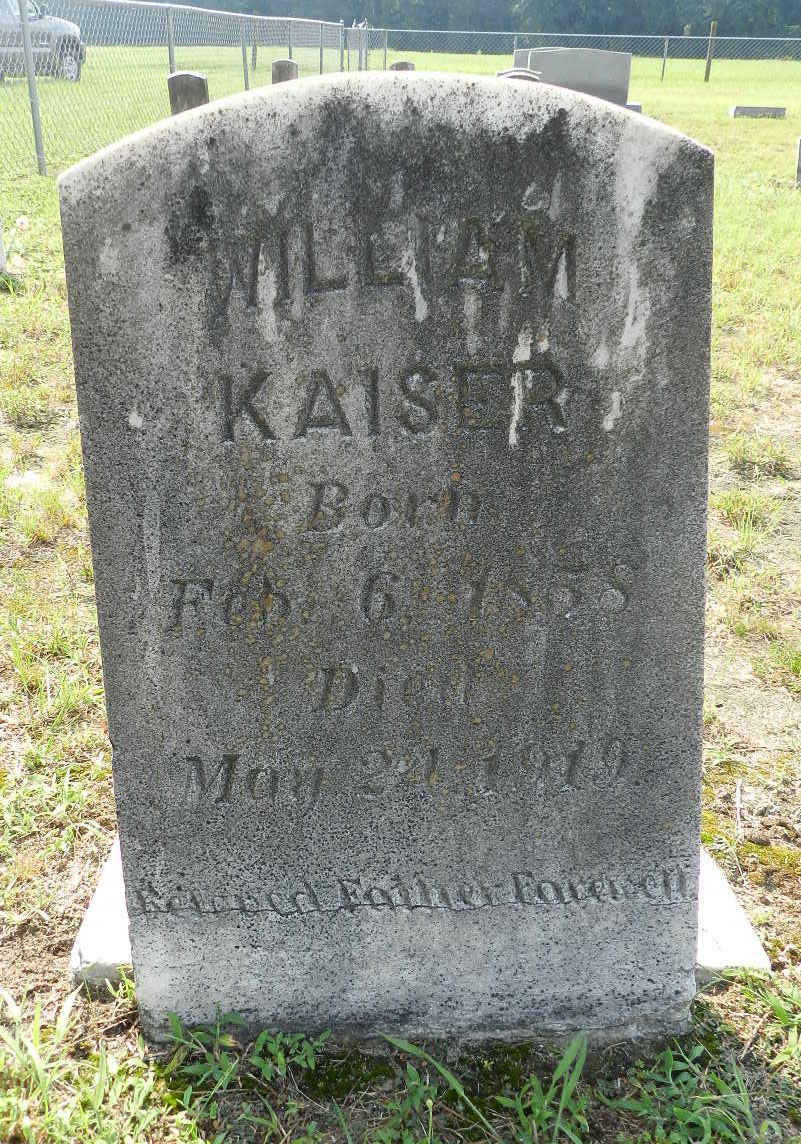 WILLIAM
KAISER
Born
Feb. 6, 1858
Died
May 24, 1919
Beloved Father Farewell